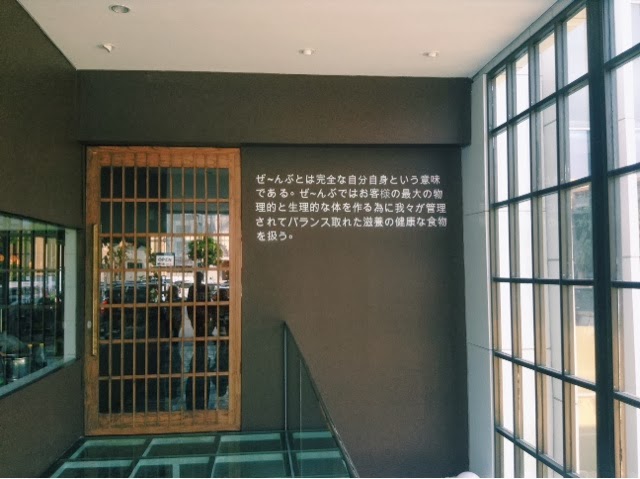 ぜ~んぶとは完全な自分自身という意味
である。ぜ~んぶではお客様の最大の物
理的と生理的な体を作る為に我々が管理
されてバランス取れた滋養の健康な食物
を扱う。